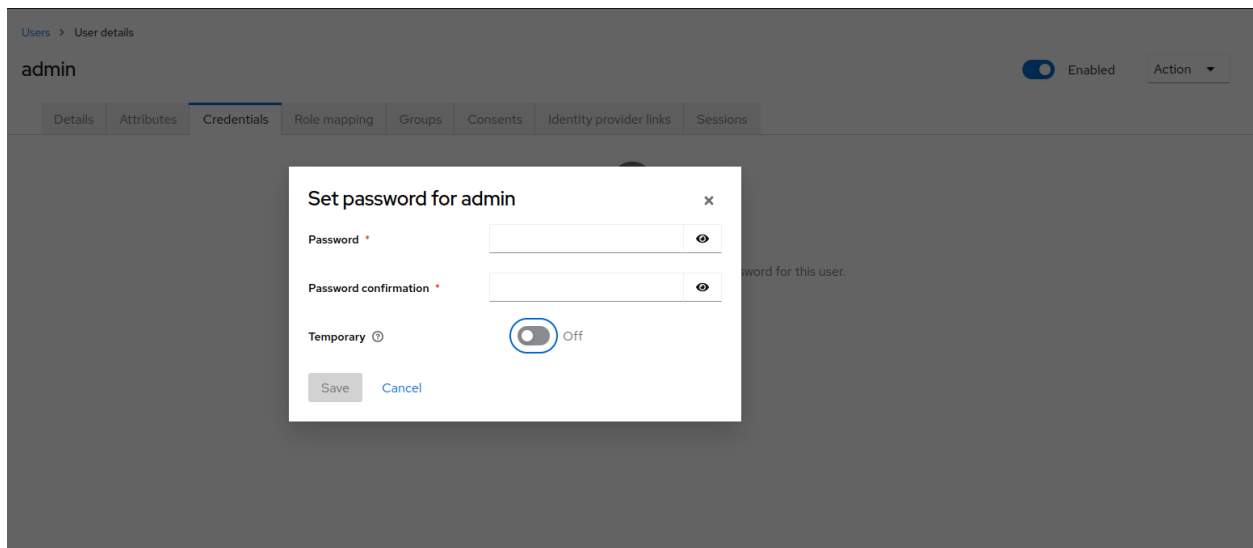 Users > User details
admin
Enabled
Action
Details Attributes Credentials Role mapping Groups Consents Identity provider links Sessions
Set password for admin
Password *
word for this user.
Password confirmation *
Temporary
Off
Save Cancel